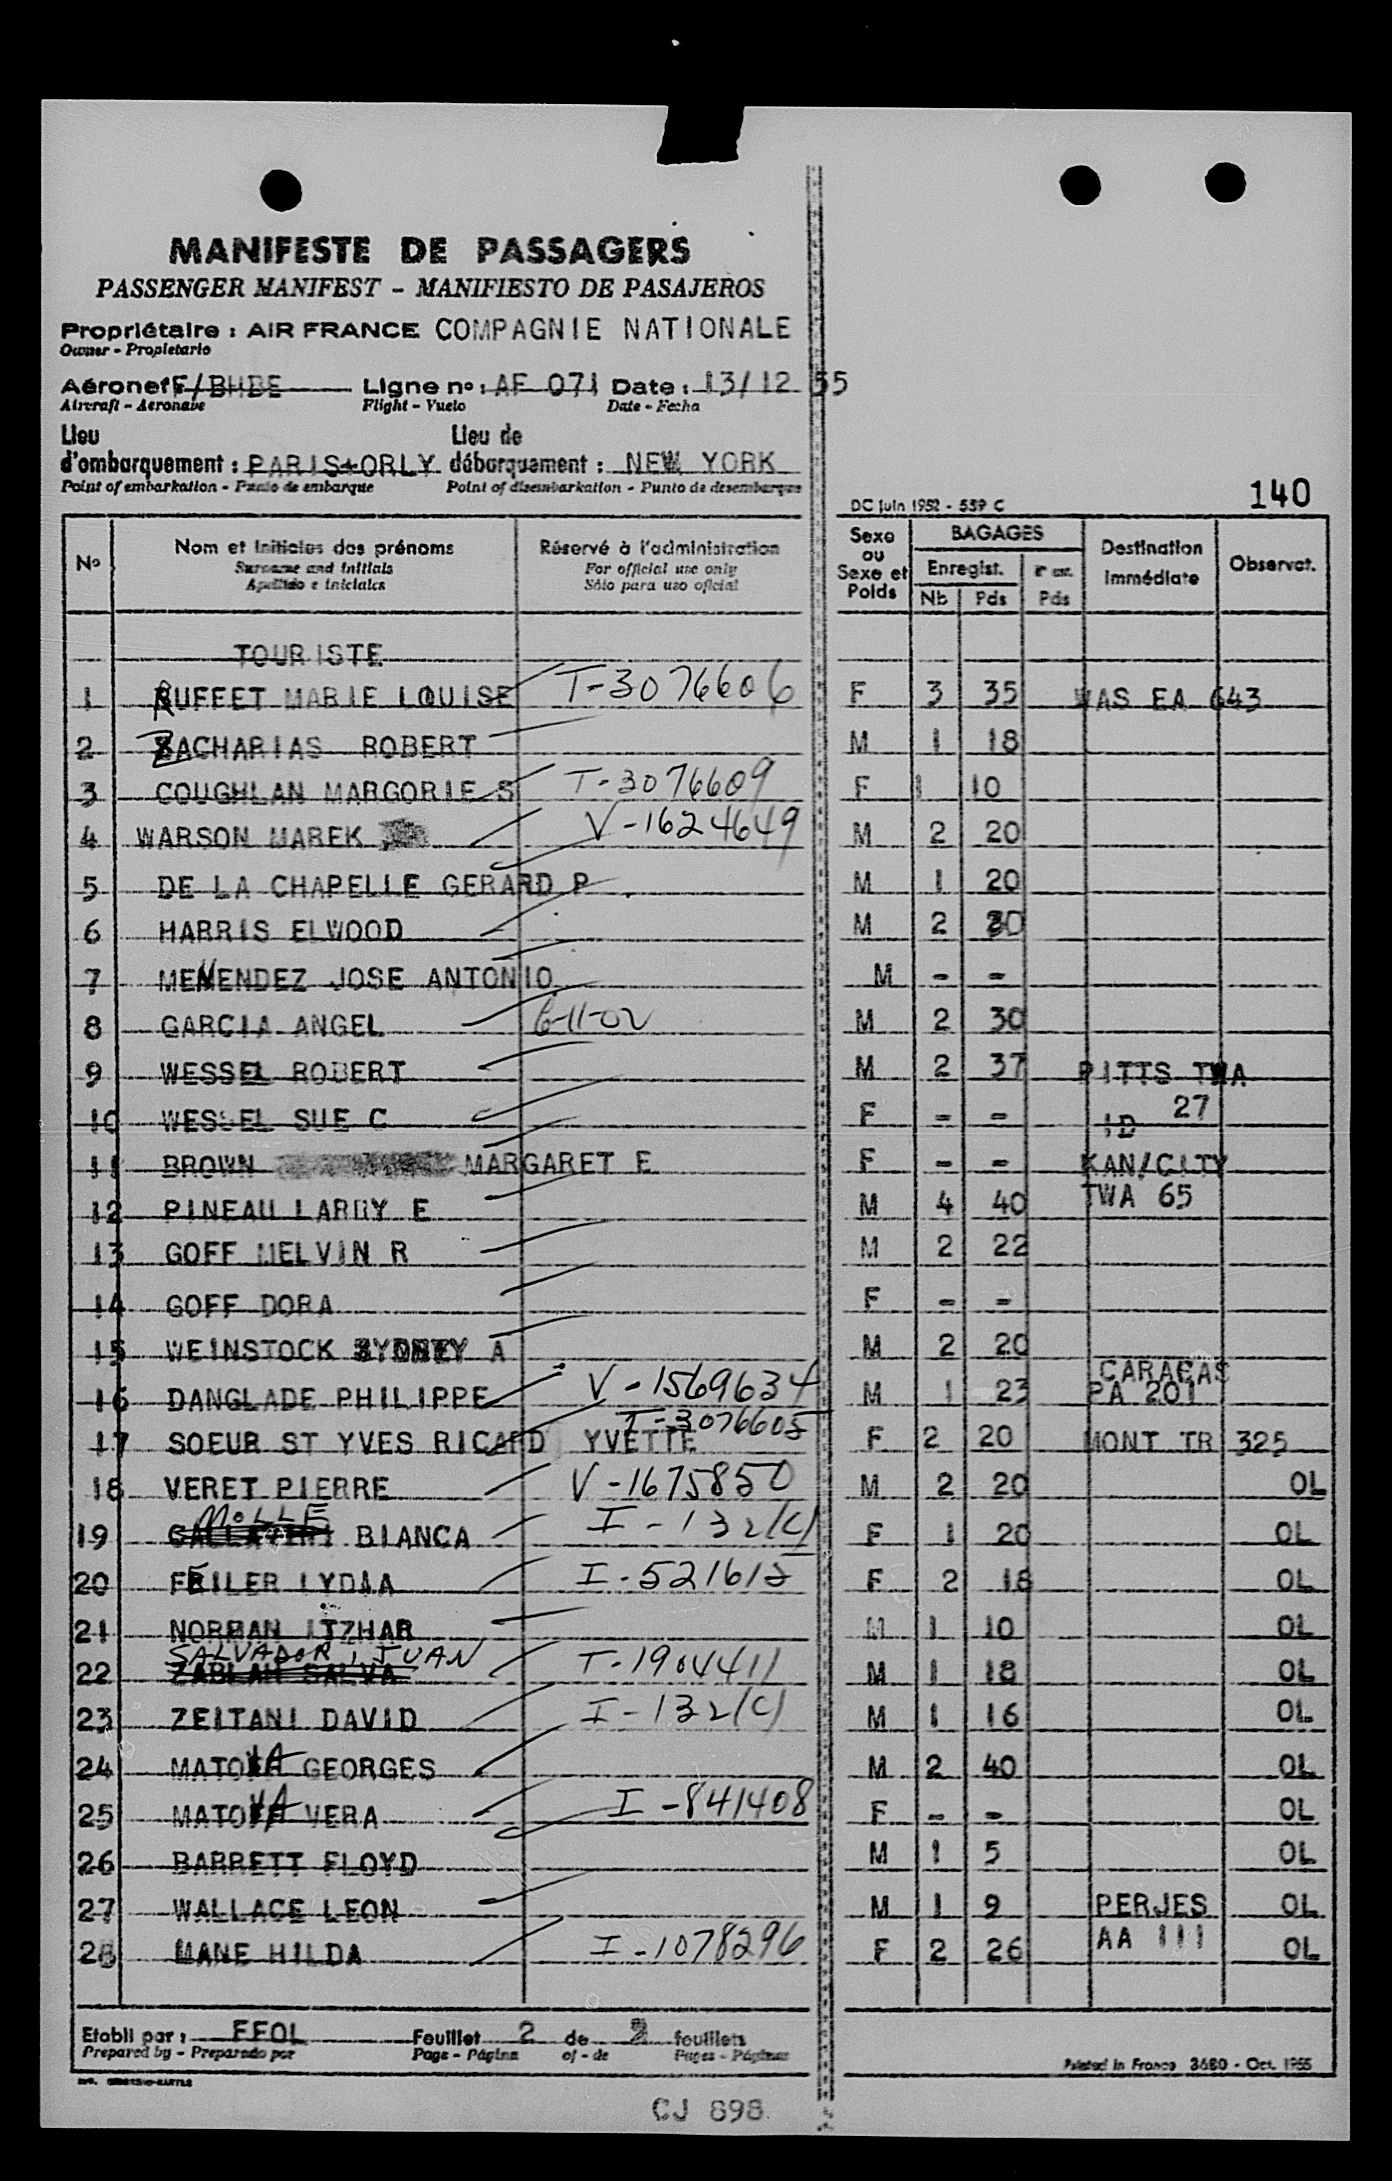 MANIFESTE DE PASSAGERS
PASSENGER MANIFEST - MANIFIESTO DE PASAJEROS
Propriétaire : AIR FRANCE COMPAGNIE NATIONALE
Owner - Propietario
Aéronef F/BHBE Ligne no : AF 071 Date : 13/12 55
Aircraft - Aeronave Flight - Vuelo Date - Fecha
Lieu d'embarquement : PARIS+ORLY Lieu de débarquement : NEW YORK
Point of embarkation - Punto de embarque Point of disembarkation - Punto de desembarque
DC Juin 1952 - 559 C 140
No Nom et initiales des prénoms Réservé à l'administration Sexe ou Sexe et Poids BAGAGES Destination immédiate Observat.
Surname and initials For official use only Enregist.
Apellido e iniciales Sólo para uso oficial Nb Pds Pds
TOURISTE
1 RUFFET MARIE LOUISE T-3076606 F 3 35 WAS EA 643
2 ZACHARIAS ROBERT M 1 18
3 COUGHLAN MARGORIE S T-3076609 F 1 10
4 WARSON MAREK V-1624649 M 2 20
5 DE LA CHAPELLE GERARD P M 1 20
6 HARRIS ELWOOD M 2 30
7 MENENDEZ JOSE ANTONIO M - -
8 GARCIA ANGEL 6-11-02 M 2 30
9 WESSEL ROBERT M 2 37 PITTS TWA
10 WESSEL SUE C F - - ID 27
11 BROWN MARGARET E F - - KAN/CITY
12 PINEAU LARRY E M 4 40 TWA 65
13 GOFF MELVIN R M 2 22
14 GOFF DORA F - -
15 WEINSTOCK SYDNEY A M 2 20
16 DANGLADE PHILIPPE V-1569634 M 1 23 CARACAS PA 201
17 SOEUR ST YVES RICARD YVETTE T-3076605 F 2 20 MONT TR 325
18 VERET PIERRE V-1675850 M 2 20 OL
19 MOLLE BIANCA I-132(c) F 1 20 OL
20 FEILER LYDIA I-521612 F 2 18 OL
21 NORMAN ITZHAR M 1 10 OL
SALVADOR, JUAN
22 ZABLAH SALVA T-1904411 M 1 18 OL
23 ZEITANI DAVID I-132(c) M 1 16 OL
24 MATOVA GEORGES M 2 40 OL
25 MATOVA VERA I-841408 F - - OL
26 BARRETT FLOYD M 1 5 OL
27 WALLACE LEON M 1 9 PERJES OL
28 MANE HILDA I-1078296 F 2 26 AA 111 OL
Etabli par : FFOL Feuillet 2 de 2 feuillets
Prepared by - Preparado por Page - Página of - de Pages - Páginas
Printed in France 3680 - Oct. 1955
CJ 898